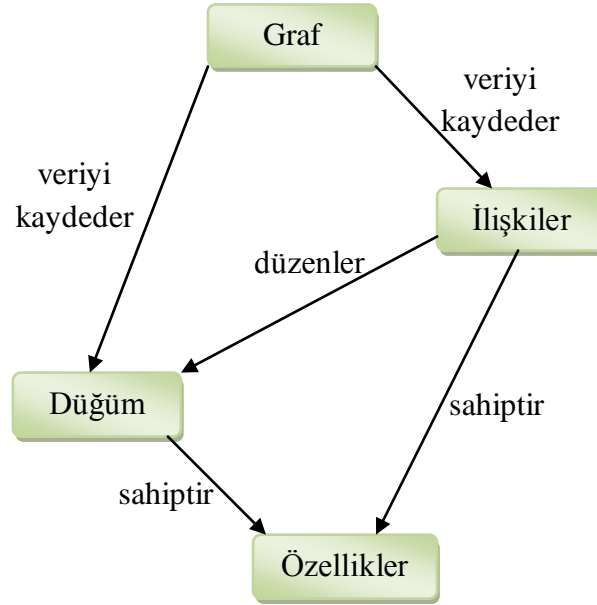 Graf
veriyi
kaydeder
veriyi
kaydeder
İlişkiler
düzenler
Düğüm
sahiptir
sahiptir
Özellikler